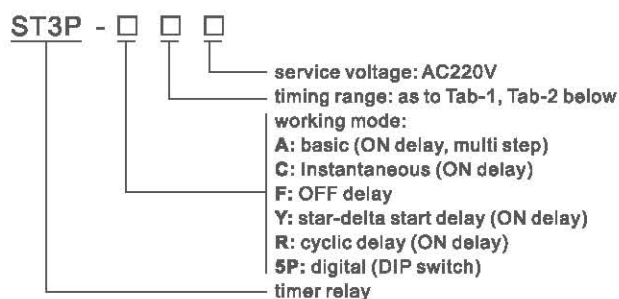 ST3P - □ □ □
service voltage: AC220V
timing range: as to Tab-1, Tab-2 below
working mode:
A: basic (ON delay, multi step)
C: Instantaneous (ON delay)
F: OFF delay
Y: star-delta start delay (ON delay)
R: cyclic delay (ON delay)
5P: digital (DIP switch)
timer relay